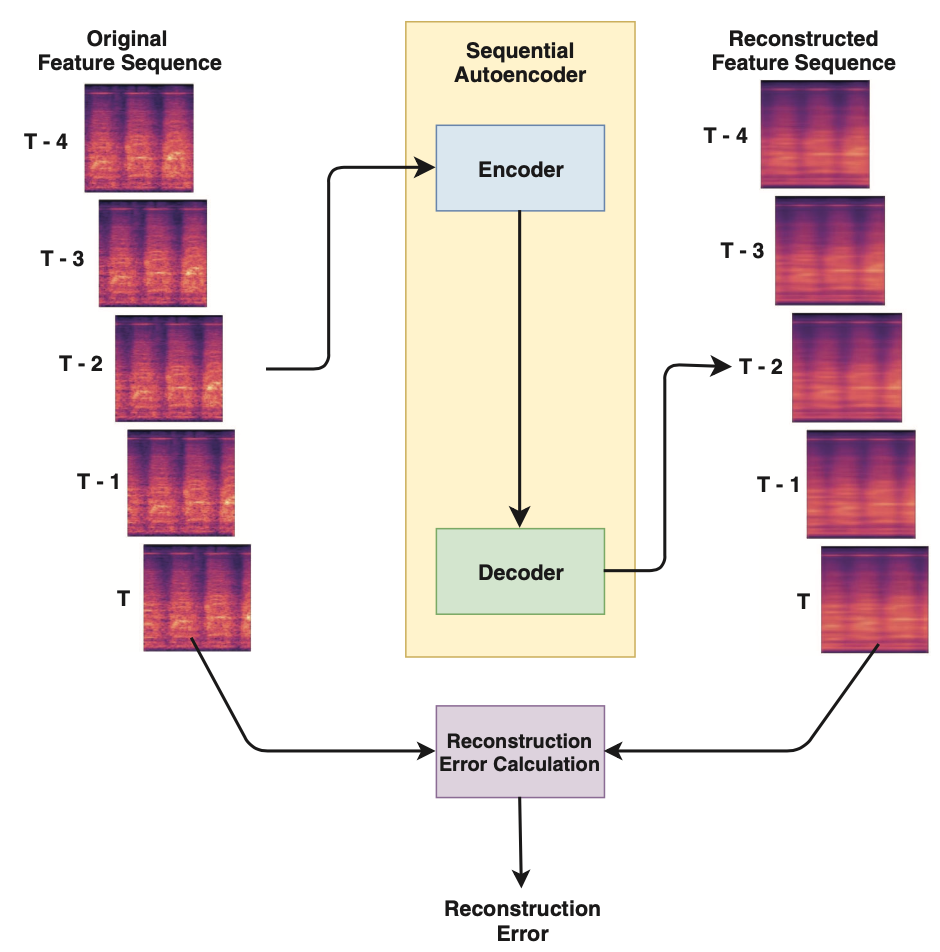 Original
Feature Sequence
T - 4
T - 3
T - 2
T - 1
T
Sequential
Autoencoder
Encoder
Decoder
Reconstructed
Feature Sequence
T - 4
T - 3
T - 2
T - 1
T
Reconstruction
Error Calculation
Reconstruction
Error